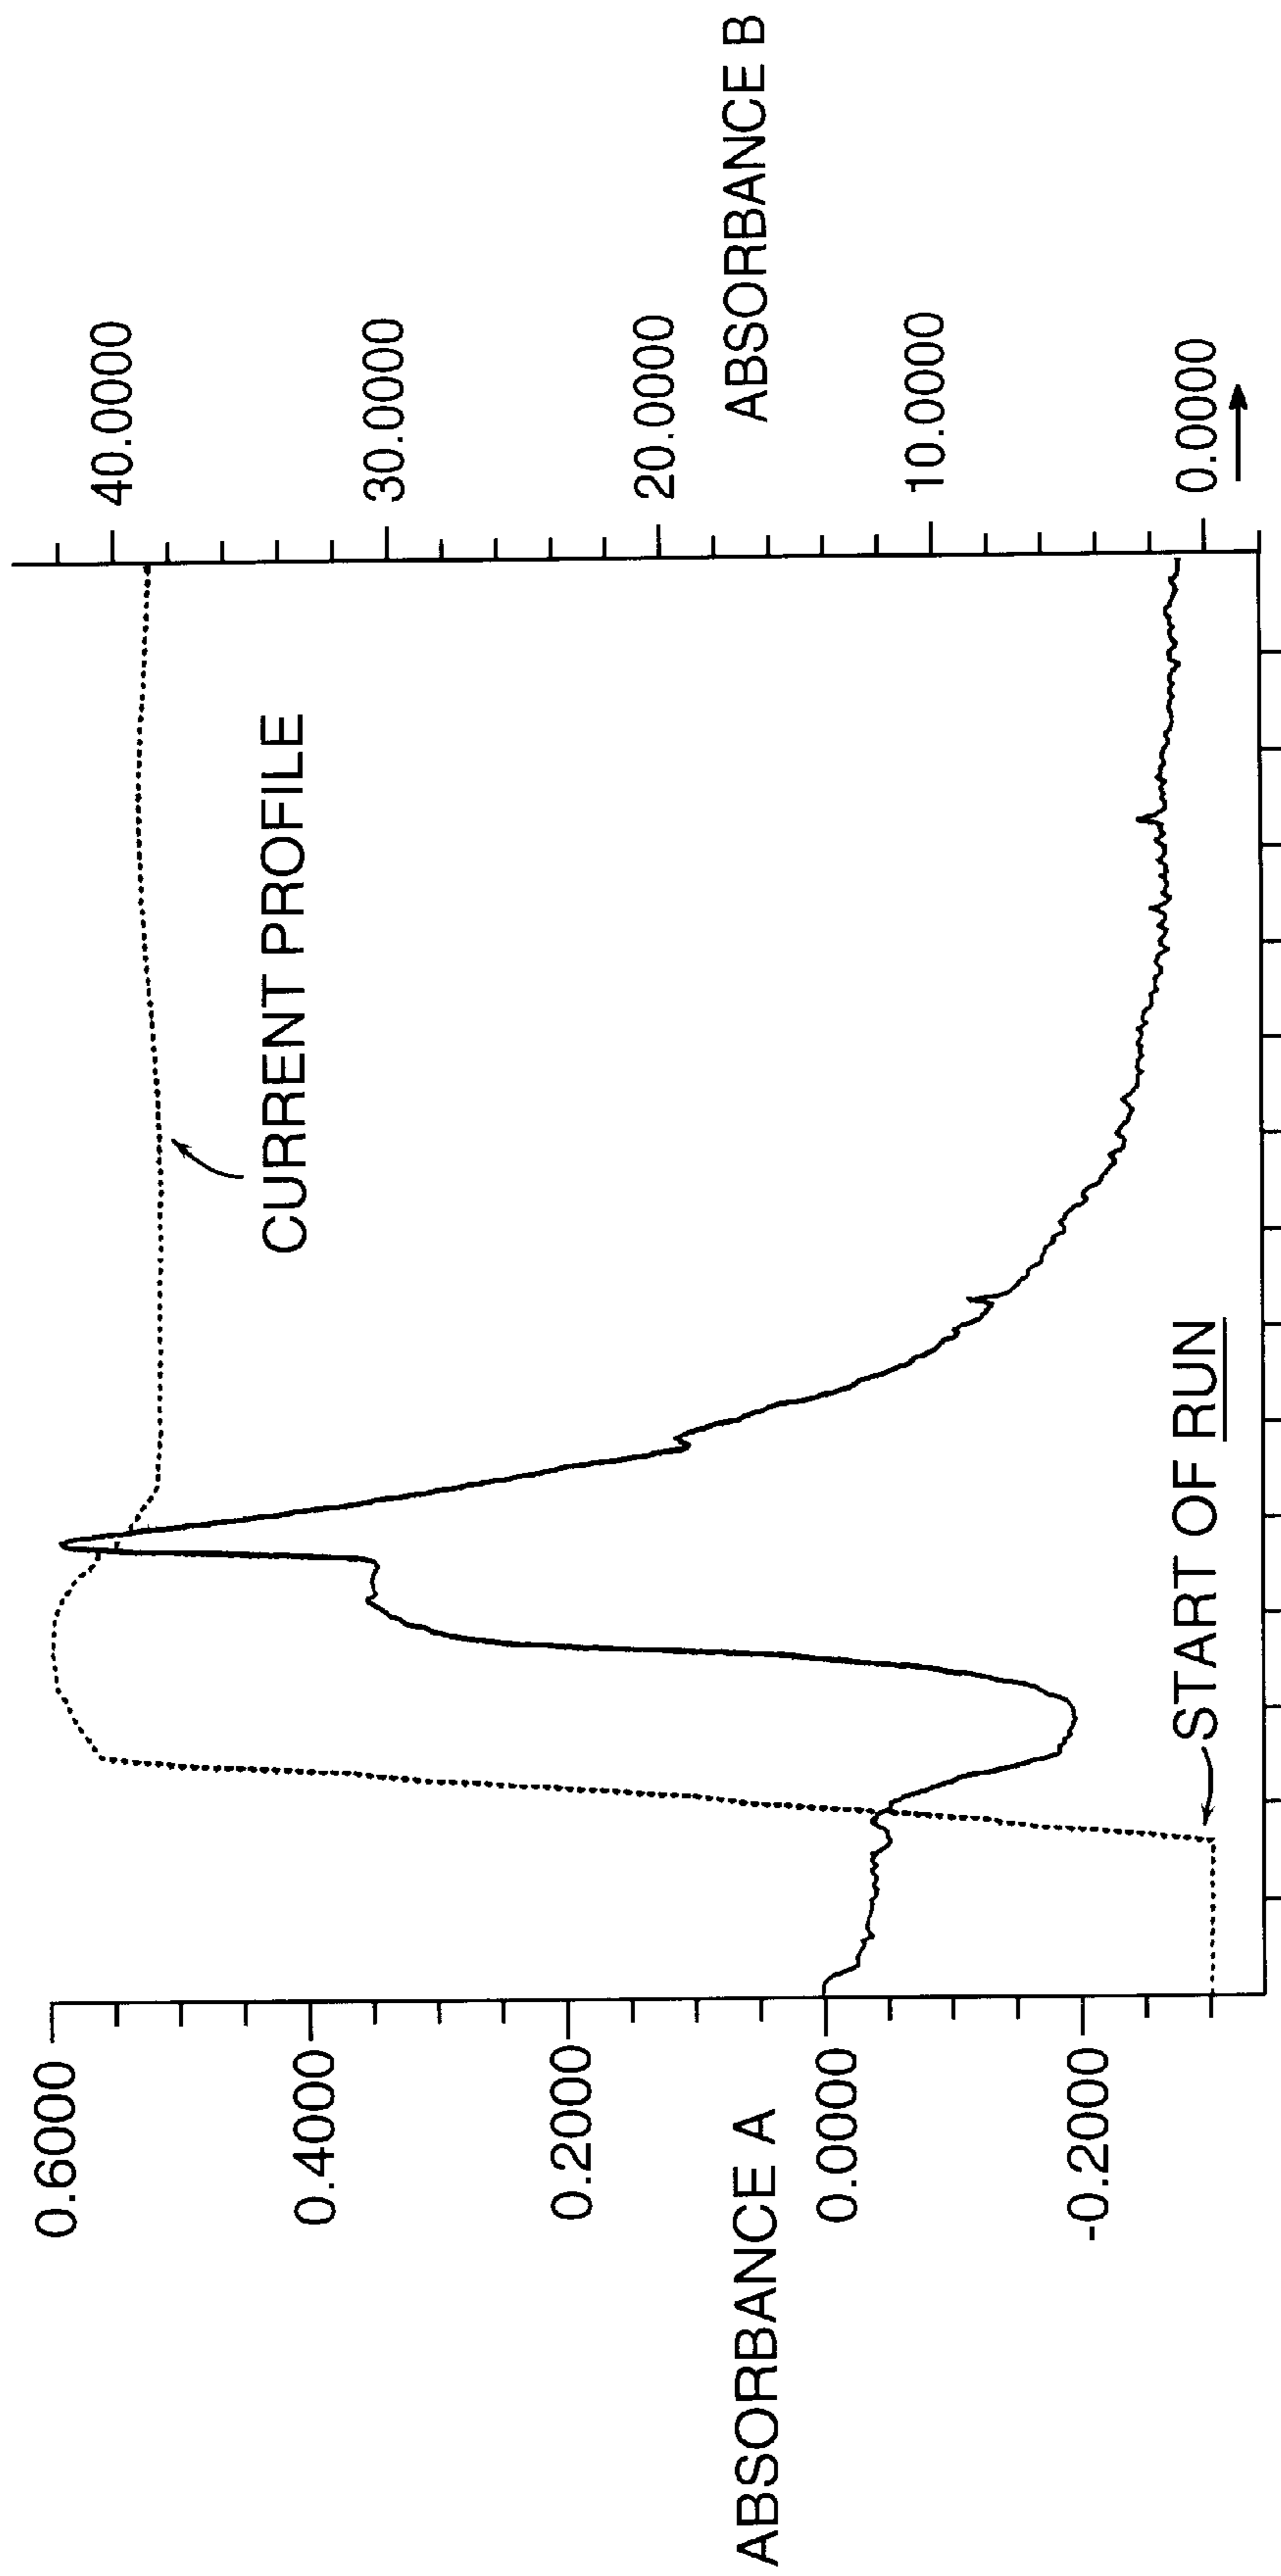 0.6000
0.4000
0.2000
0.0000
-0.2000
ABSORBANCE A
CURRENT PROFILE
START OF RUN
40.0000
30.0000
20.0000
10.0000
0.0000
ABSORBANCE B